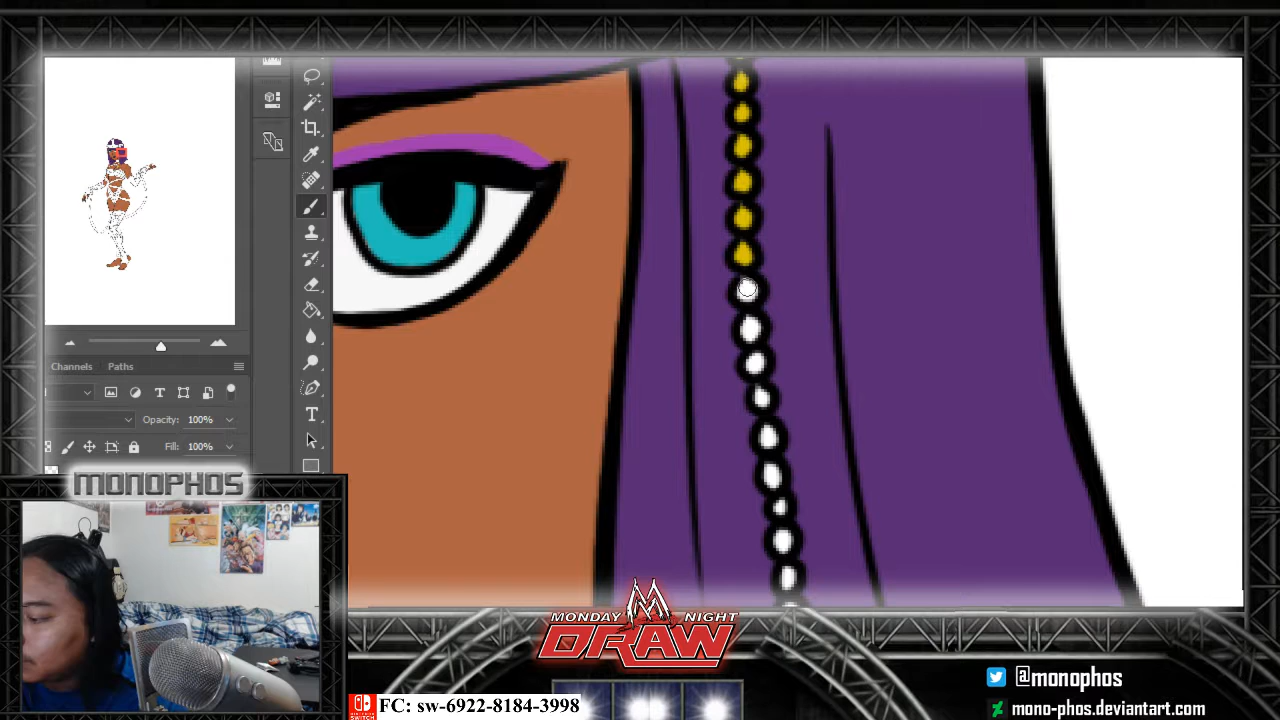 Channels Paths
Opacity: 100%
Fill: 100%
MONOPHOS
MONDAY NIGHT
DRAW
FC: sw-6922-8184-3998
@monophos
mono-phos.deviantart.com